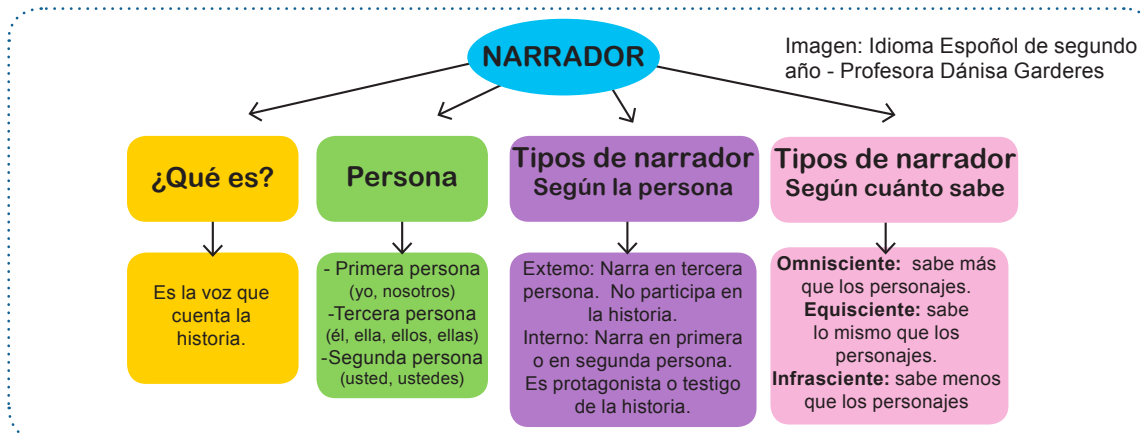 NARRADOR
Imagen: Idioma Español de segundo
año - Profesora Dánisa Garderes
¿Qué es?
Es la voz que
cuenta la
historia.
Persona
- Primera persona
(yo, nosotros)
-Tercera persona
(él, ella, ellos, ellas)
-Segunda persona
(usted, ustedes)
Tipos de narrador
Según la persona
Externo: Narra en tercera
persona. No participa en
la historia.
Interno: Narra en primera
o en segunda persona.
Es protagonista o testigo
de la historia.
Tipos de narrador
Según cuánto sabe
Omnisciente: sabe más
que los personajes.
Equisciente: sabe
lo mismo que los
personajes.
Infrasciente: sabe menos
que los personajes